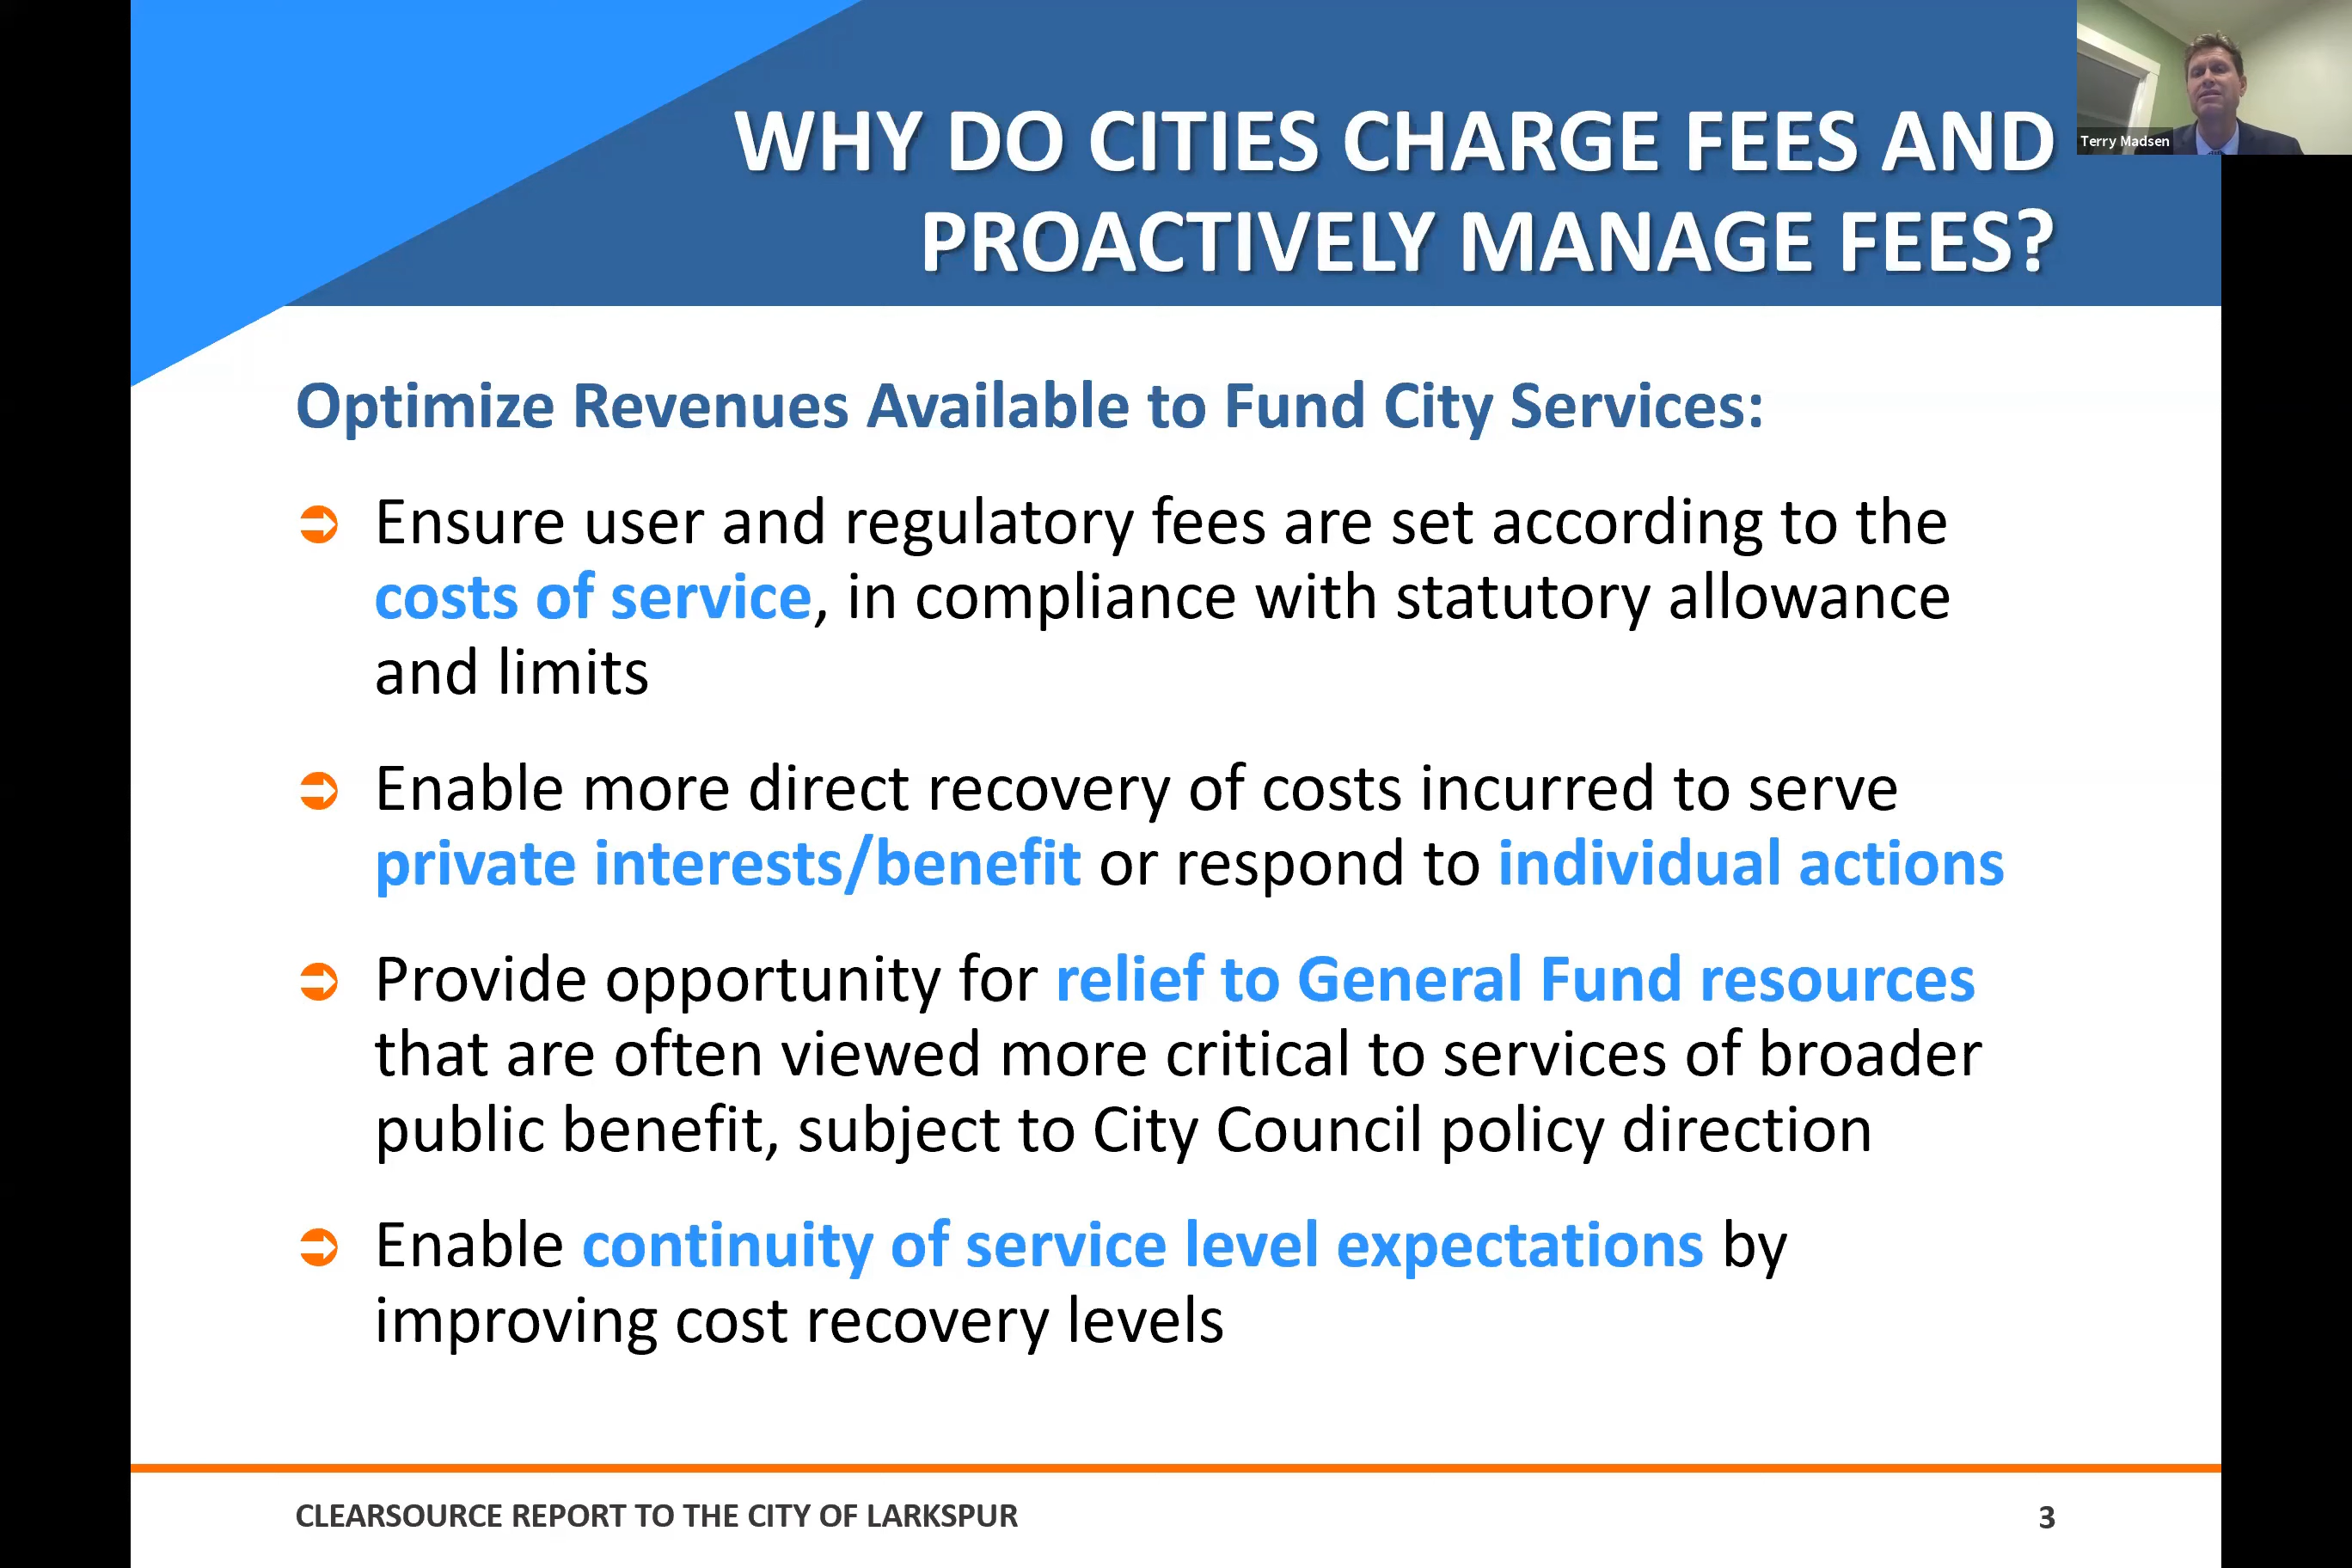 WHY DO CITIES CHARGE FEES AND
PROACTIVELY MANAGE FEES?
Terry Madsen
Optimize Revenues Available to Fund City Services:
Ensure user and regulatory fees are set according to the
costs of service, in compliance with statutory allowance
and limits
Enable more direct recovery of costs incurred to serve
private interests/benefit or respond to individual actions
Provide opportunity for relief to General Fund resources
that are often viewed more critical to services of broader
public benefit, subject to City Council policy direction
Enable continuity of service level expectations by
improving cost recovery levels
CLEARSOURCE REPORT TO THE CITY OF LARKSPUR
3